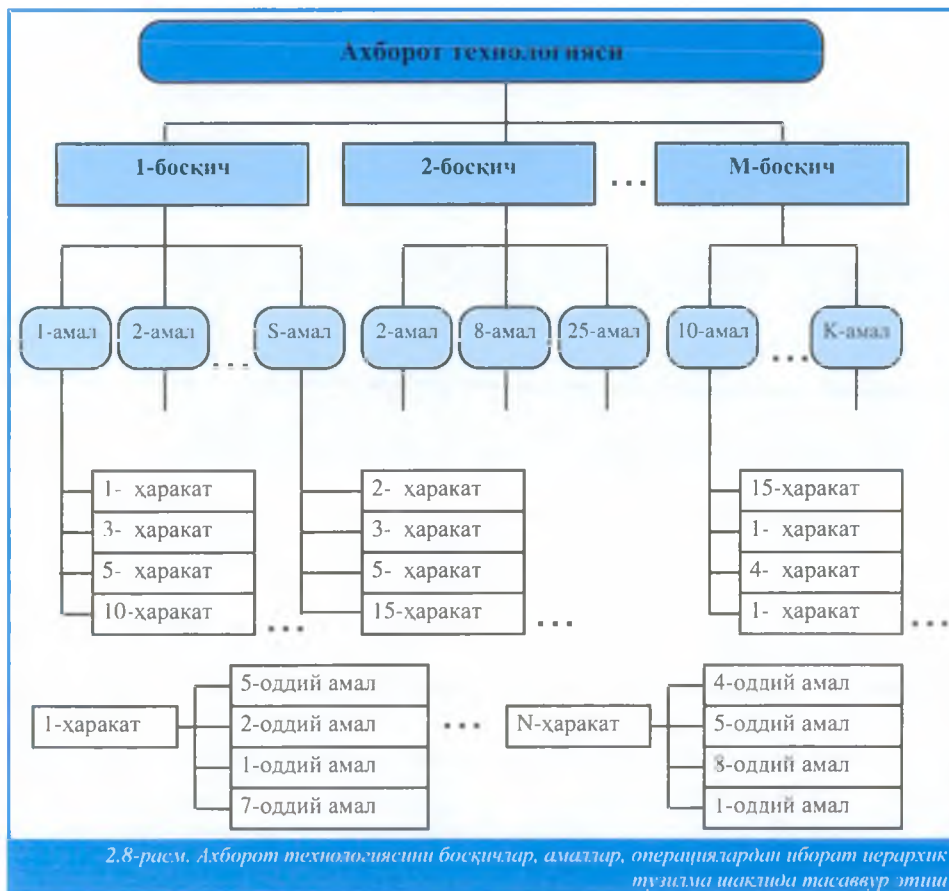 Ахборот технологияси
1-босқич 2-босқич ... М-босқич
1-амал 2-амал ... S-амал 2-амал 8-амал 25-амал 10-амал ... К-амал
1- ҳаракат
3- ҳаракат
5- ҳаракат
10-ҳаракат ...
2- ҳаракат
3- ҳаракат
5- ҳаракат
15-ҳаракат ...
15-ҳаракат
1- ҳаракат
4- ҳаракат
1- ҳаракат ...
1-ҳаракат
5-оддий амал
2-оддий амал
1-оддий амал
7-оддий амал
...
N-ҳаракат
4-оддий амал
5-оддий амал
8-оддий амал
1-оддий амал
2.8-расм. Ахборот технологиясини босқичлар, амаллар, операциялардан иборат иерархик
тузилма шаклида тасаввур этиш